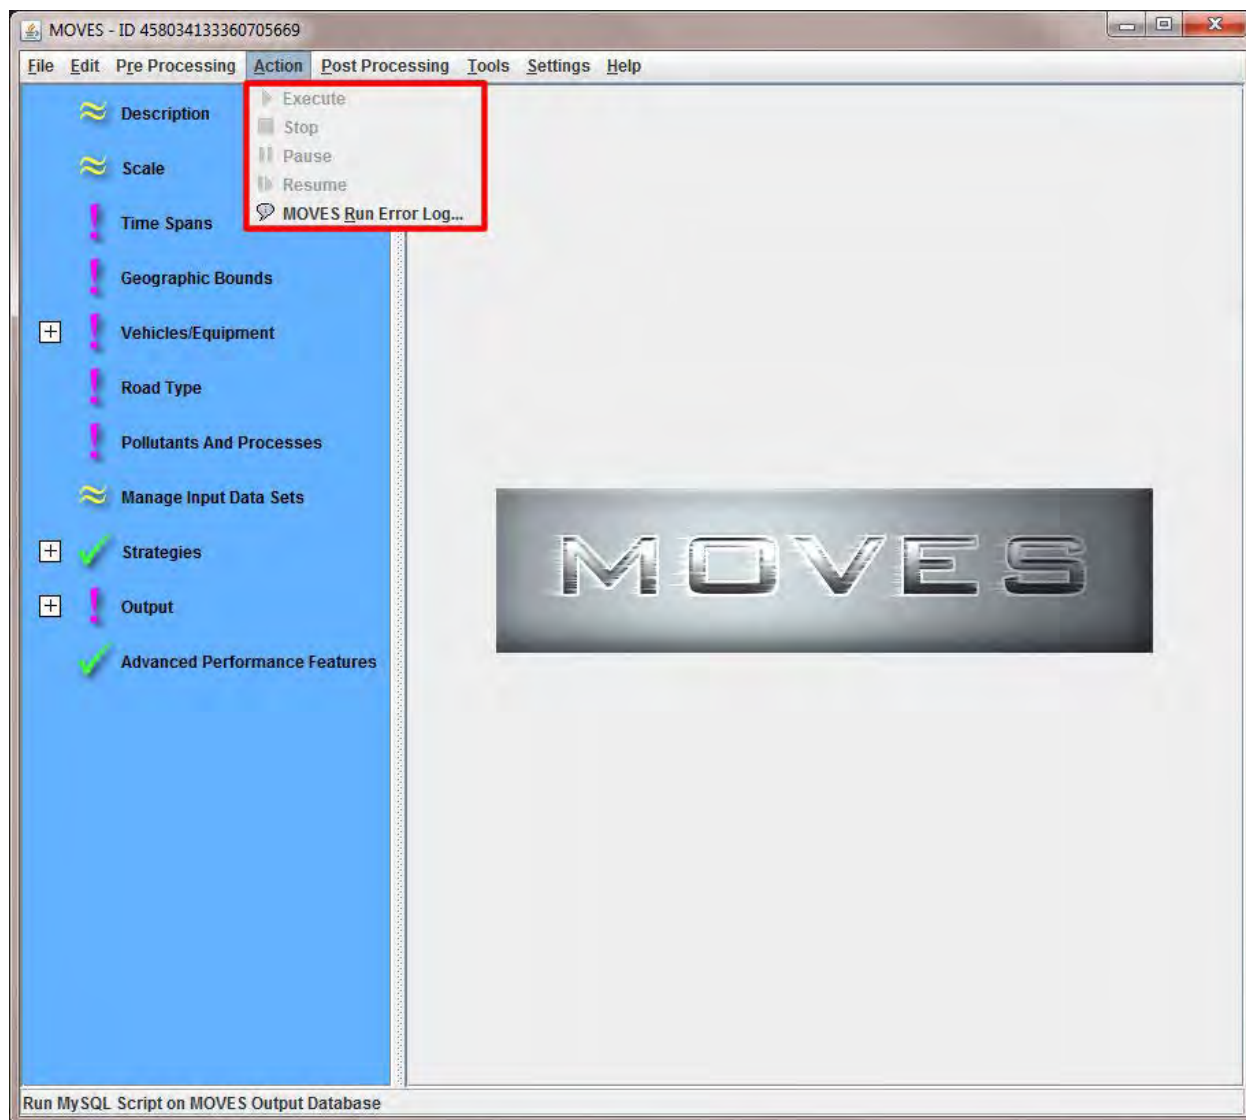 MOVES - ID 458034133360705669
File Edit Pre Processing Action Post Processing Tools Settings Help
Execute
Stop
Pause
Resume
MOVES Run Error Log...
Description
Scale
Time Spans
Geographic Bounds
Vehicles/Equipment
Road Type
Pollutants And Processes
Manage Input Data Sets
Strategies
Output
Advanced Performance Features
MOVES
Run MySQL Script on MOVES Output Database